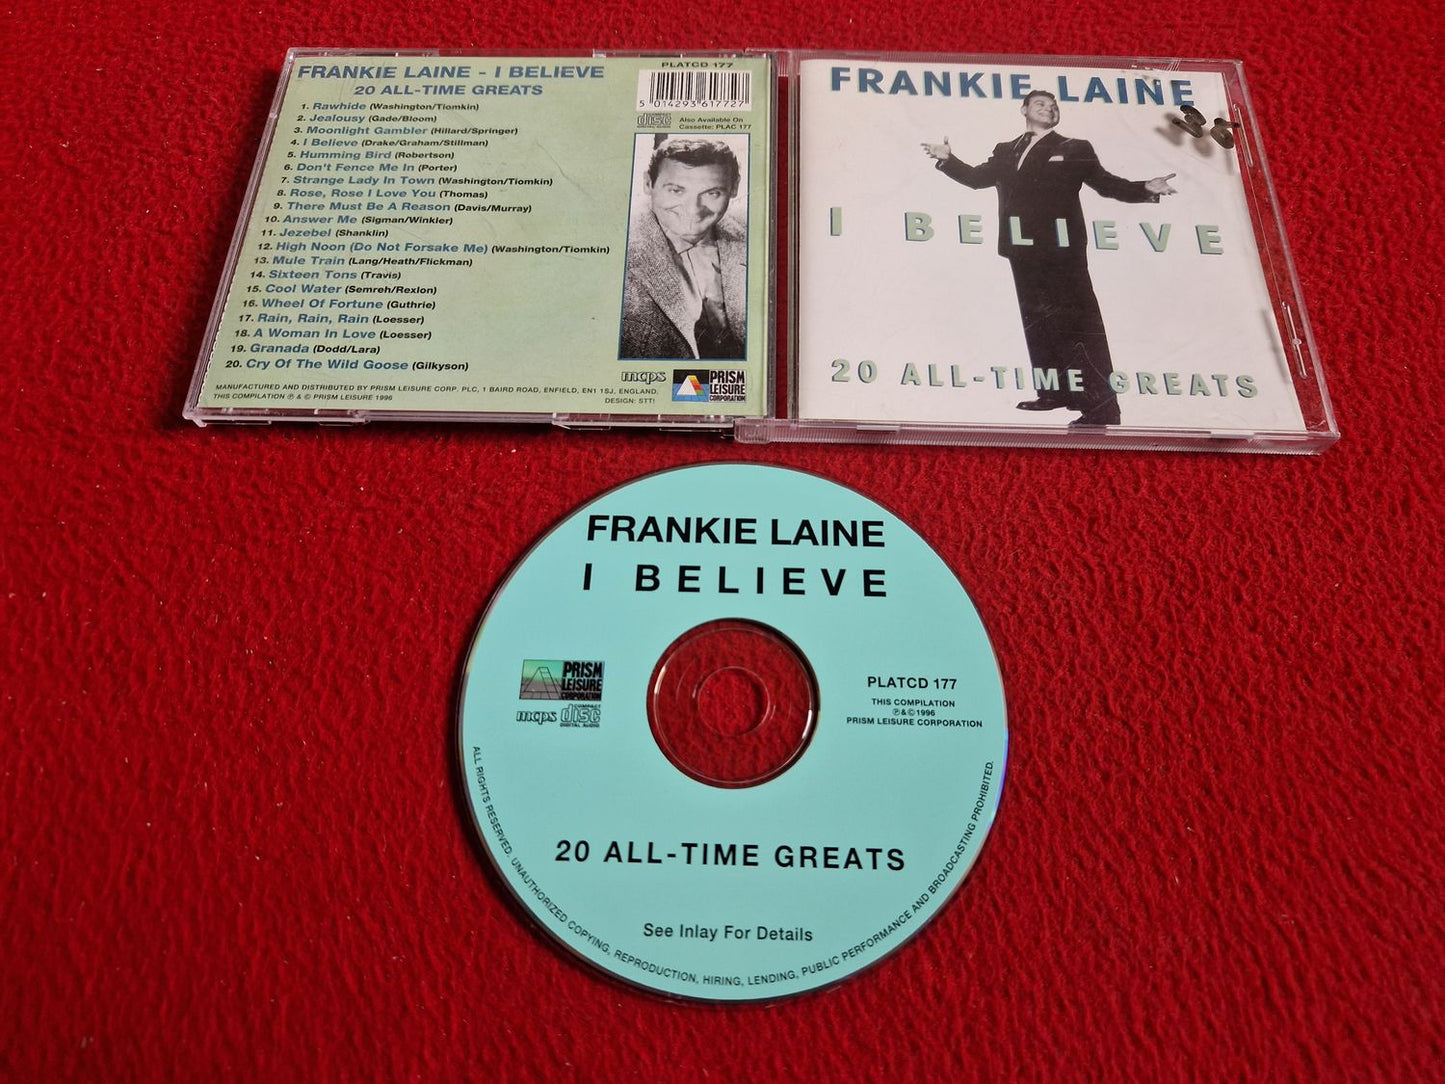 FRANKIE LAINE - I BELIEVE
20 ALL-TIME GREATS
1. Rawhide (Washington/Tiomkin)
2. Jealousy (Gade/Bloom)
3. Moonlight Gambler (Hillard/Springer)
4. I Believe (Drake/Graham/Stillman)
5. Humming Bird (Robertson)
6. Don't Fence Me In (Porter)
7. Strange Lady In Town (Washington/Tiomkin)
8. Rose, Rose I Love You (Thomas)
9. There Must Be A Reason (Davis/Murray)
10. Answer Me (Sigman/Winkler)
11. Jezebel (Shanklin)
12. High Noon (Do Not Forsake Me) (Washington/Tiomkin)
13. Mule Train (Lang/Heath/Flickman)
14. Sixteen Tons (Travis)
15. Cool Water (Semreh/Rexlon)
16. Wheel Of Fortune (Guthrie)
17. Rain, Rain, Rain (Loesser)
18. A Woman In Love (Loesser)
19. Granada (Dodd/Lara)
20. Cry Of The Wild Goose (Gilkyson)
PLATCD 177
5 014293 617727
disc
DIGITAL AUDIO
Also Available On
Cassette: PLAC 177
mcps
PRISM
LEISURE
CORPORATION
MANUFACTURED AND DISTRIBUTED BY PRISM LEISURE CORP. PLC, 1 BAIRD ROAD, ENFIELD, EN1 1SJ, ENGLAND.
THIS COMPILATION ℗ & © PRISM LEISURE 1996
DESIGN: STT!
FRANKIE LAINE
I BELIEVE
20 ALL-TIME GREATS
FRANKIE LAINE
I BELIEVE
PRISM
LEISURE
CORPORATION
mcps
COMPACT
disc
DIGITAL AUDIO
PLATCD 177
THIS COMPILATION
℗&©1996
PRISM LEISURE CORPORATION
20 ALL-TIME GREATS
See Inlay For Details
ALL RIGHTS RESERVED. UNAUTHORIZED COPYING, REPRODUCTION, HIRING, LENDING, PUBLIC PERFORMANCE AND BROADCASTING PROHIBITED.